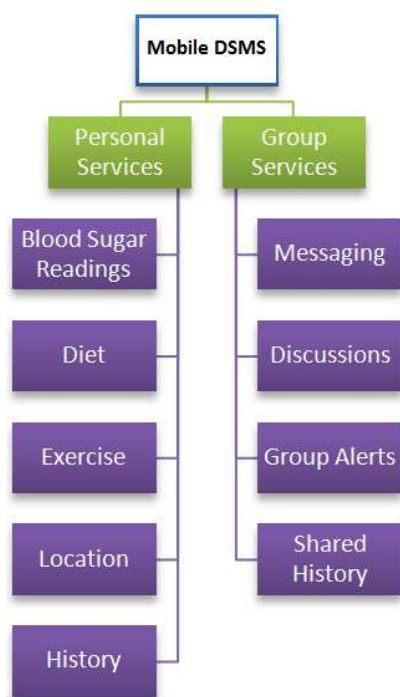 Mobile DSMS
Personal
Services
Group
Services
Blood Sugar
Readings
Diet
Exercise
Location
History
Messaging
Discussions
Group Alerts
Shared
History